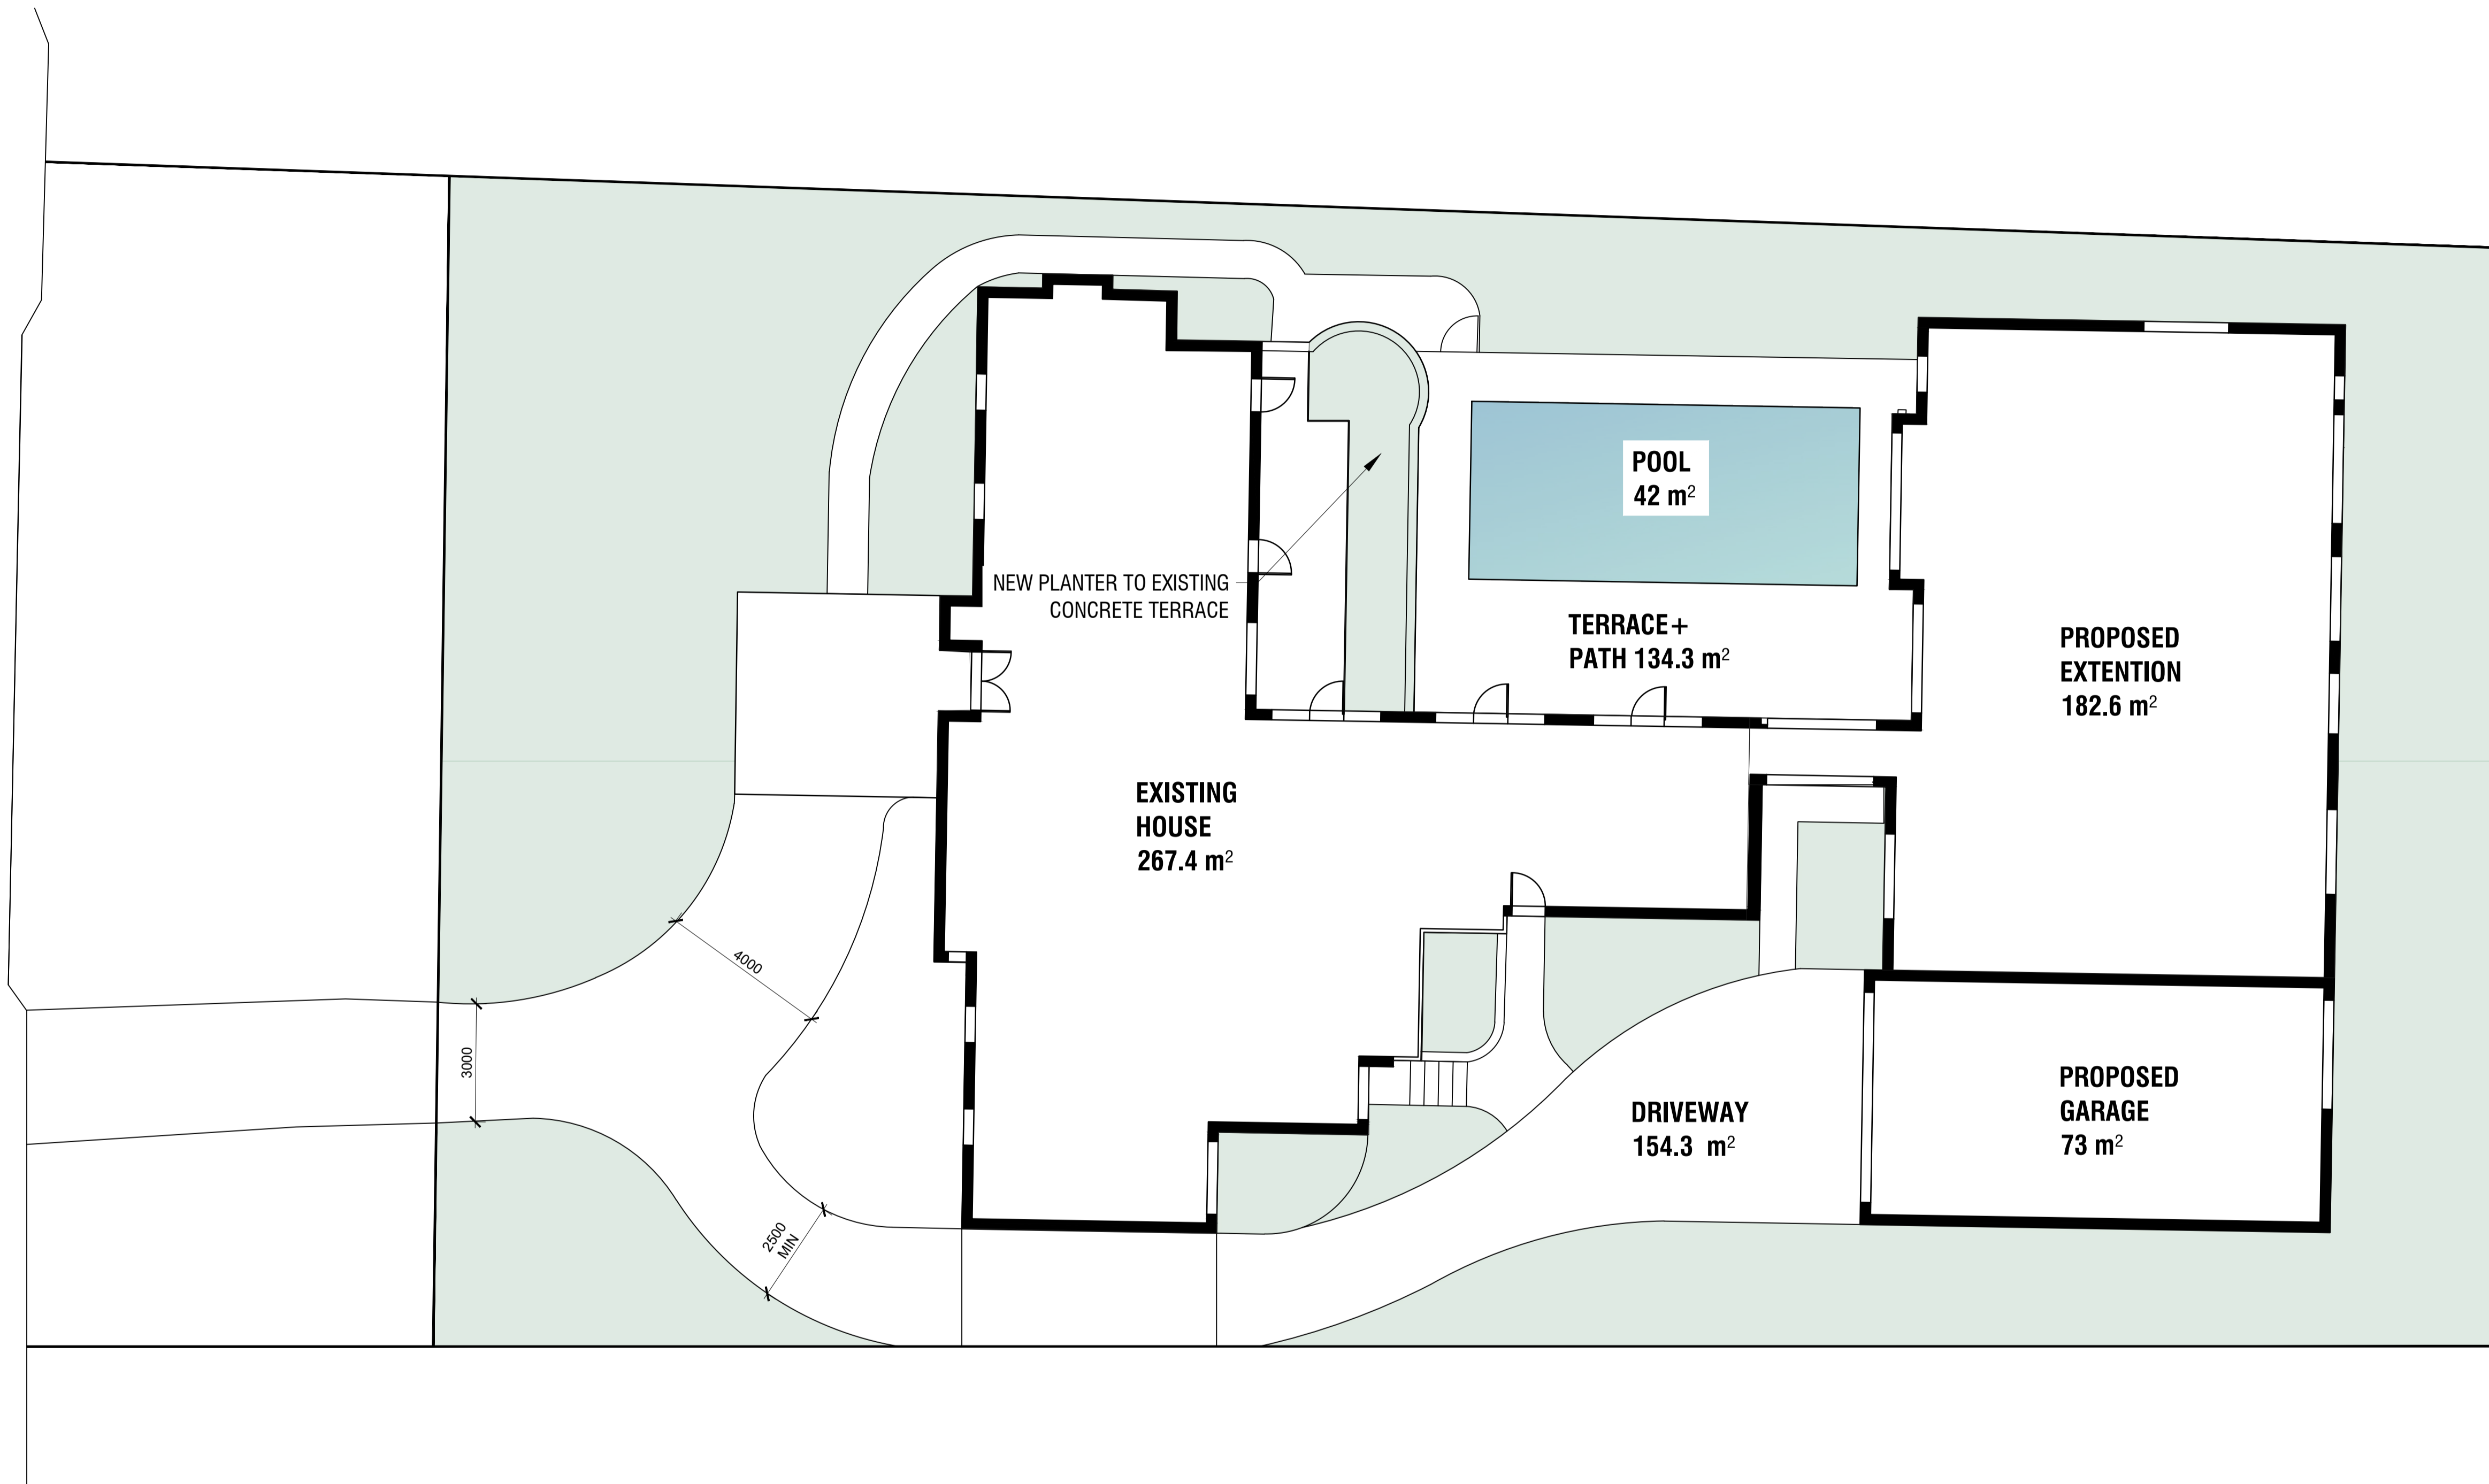 POOL
42 m²
NEW PLANTER TO EXISTING
CONCRETE TERRACE
TERRACE+
PATH 134.3 m²
PROPOSED
EXTENTION
182.6 m²
EXISTING
HOUSE
267.4 m²
4000
3000
2500
MIN
DRIVEWAY
154.3 m²
PROPOSED
GARAGE
73 m²